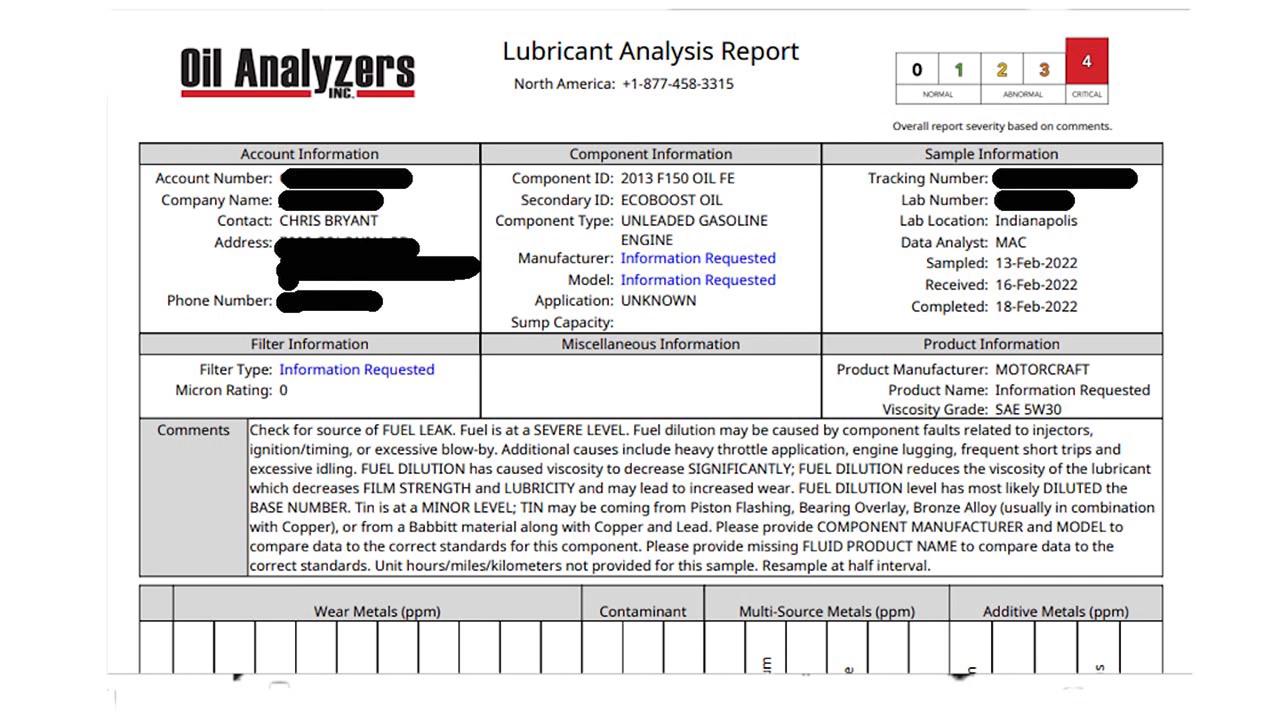 Oil Analyzers
INC.
Lubricant Analysis Report
North America: +1-877-458-3315
0 1 2 3 4
NORMAL ABNORMAL CRITICAL
Overall report severity based on comments.
Account Information
Account Number:
Company Name:
Contact: CHRIS BRYANT
Address:
Phone Number:
Component Information
Component ID: 2013 F150 OIL FE
Secondary ID: ECOBOOST OIL
Component Type: UNLEADED GASOLINE
ENGINE
Manufacturer: Information Requested
Model: Information Requested
Application: UNKNOWN
Sump Capacity:
Sample Information
Tracking Number:
Lab Number:
Lab Location: Indianapolis
Data Analyst: MAC
Sampled: 13-Feb-2022
Received: 16-Feb-2022
Completed: 18-Feb-2022
Filter Information
Filter Type: Information Requested
Micron Rating: 0
Miscellaneous Information
Product Information
Product Manufacturer: MOTORCRAFT
Product Name: Information Requested
Viscosity Grade: SAE 5W30
Comments
Check for source of FUEL LEAK. Fuel is at a SEVERE LEVEL. Fuel dilution may be caused by component faults related to injectors,
ignition/timing, or excessive blow-by. Additional causes include heavy throttle application, engine lugging, frequent short trips and
excessive idling. FUEL DILUTION has caused viscosity to decrease SIGNIFICANTLY; FUEL DILUTION reduces the viscosity of the lubricant
which decreases FILM STRENGTH and LUBRICITY and may lead to increased wear. FUEL DILUTION level has most likely DILUTED the
BASE NUMBER. Tin is at a MINOR LEVEL; TIN may be coming from Piston Flashing, Bearing Overlay, Bronze Alloy (usually in combination
with Copper), or from a Babbitt material along with Copper and Lead. Please provide COMPONENT MANUFACTURER and MODEL to
compare data to the correct standards for this component. Please provide missing FLUID PRODUCT NAME to compare data to the
correct standards. Unit hours/miles/kilometers not provided for this sample. Resample at half interval.
Wear Metals (ppm) Contaminant Multi-Source Metals (ppm) Additive Metals (ppm)